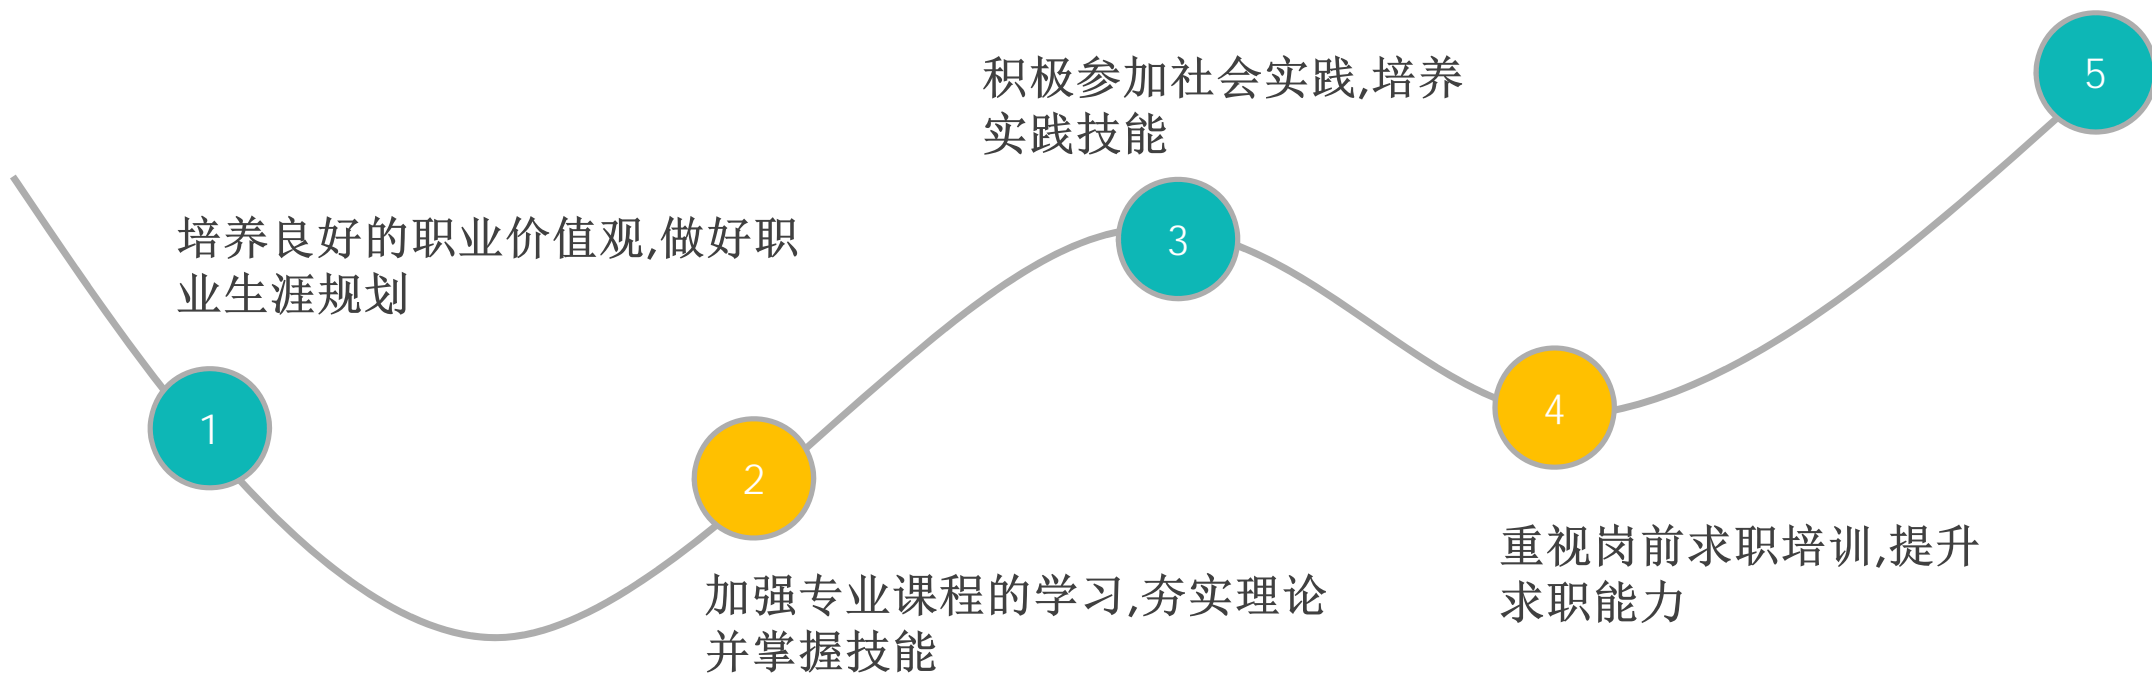 培养良好的职业价值观,做好职
业生涯规划
1
2
加强专业课程的学习,夯实理论
并掌握技能
积极参加社会实践,培养
实践技能
3
4
重视岗前求职培训,提升
求职能力
5